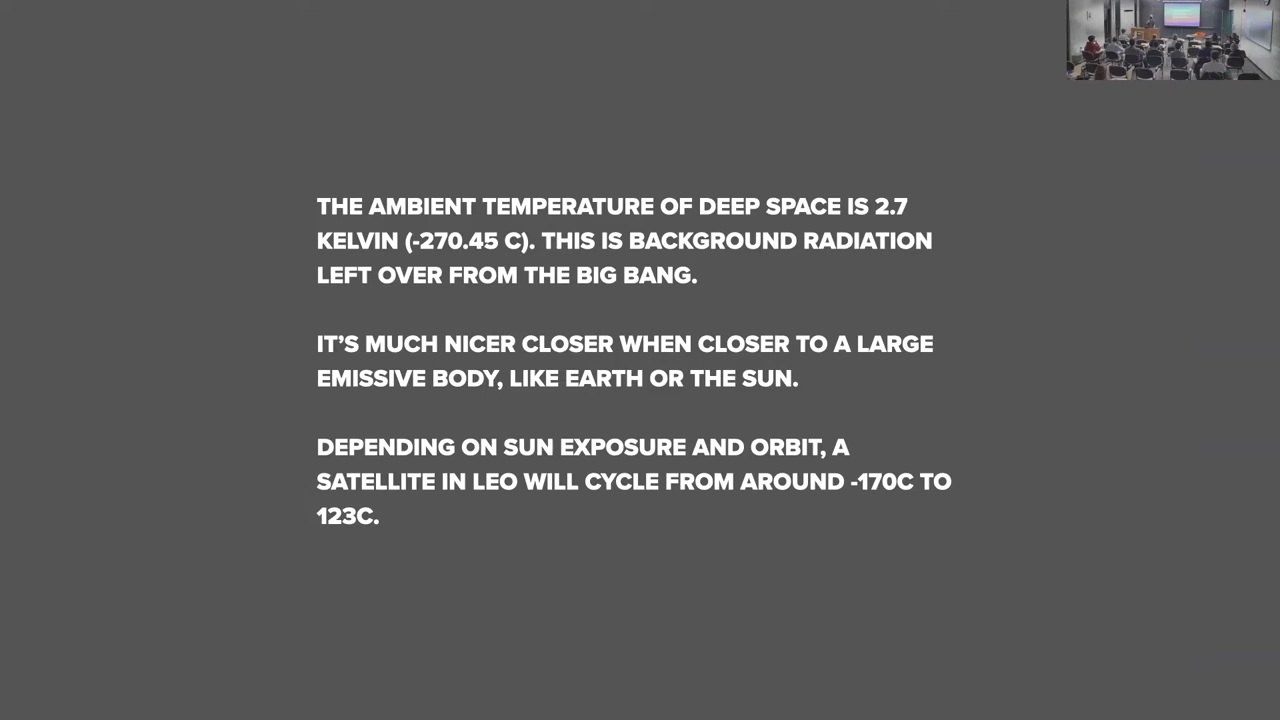 THE AMBIENT TEMPERATURE OF DEEP SPACE IS 2.7
KELVIN (-270.45 C). THIS IS BACKGROUND RADIATION
LEFT OVER FROM THE BIG BANG.
IT’S MUCH NICER CLOSER WHEN CLOSER TO A LARGE
EMISSIVE BODY, LIKE EARTH OR THE SUN.
DEPENDING ON SUN EXPOSURE AND ORBIT, A
SATELLITE IN LEO WILL CYCLE FROM AROUND -170C TO
123C.